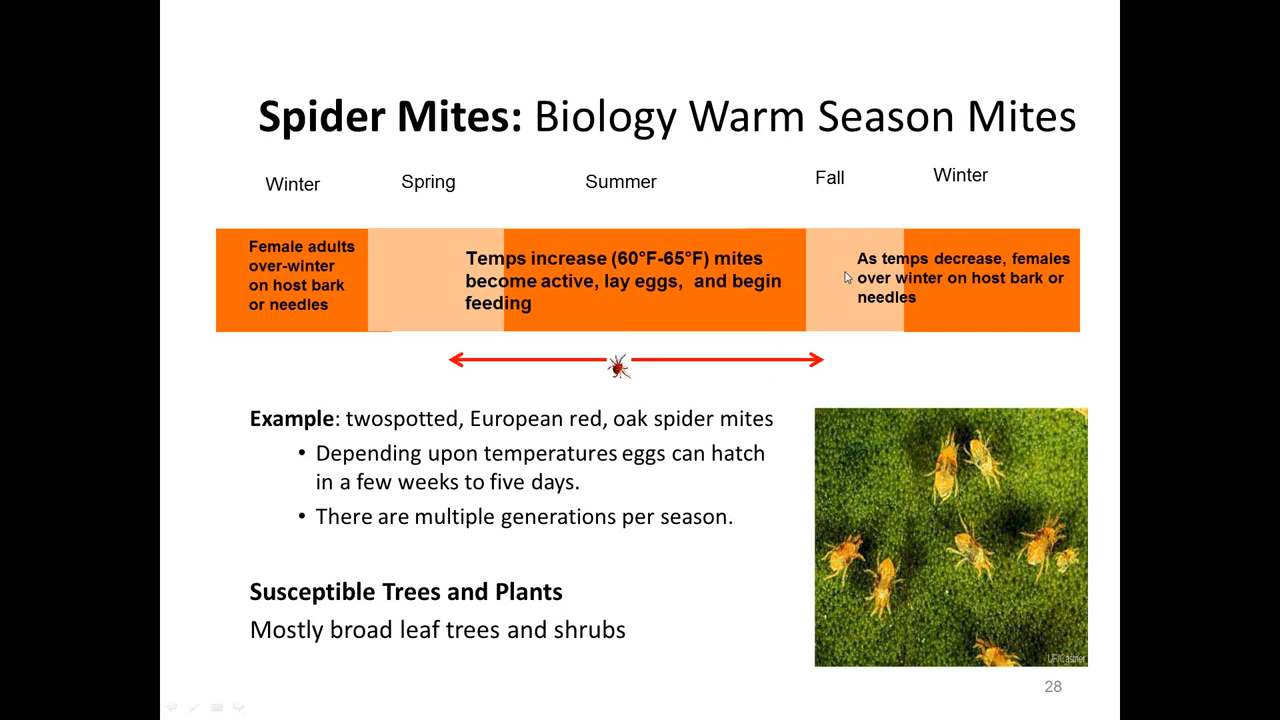 Spider Mites: Biology Warm Season Mites
Winter
Spring
Summer
Fall
Winter
Female adults
over-winter
on host bark
or needles
Temps increase (60°F-65°F) mites
become active, lay eggs, and begin
feeding
As temps decrease, females
over winter on host bark or
needles
Example: twospotted, European red, oak spider mites
• Depending upon temperatures eggs can hatch
in a few weeks to five days.
• There are multiple generations per season.
Susceptible Trees and Plants
Mostly broad leaf trees and shrubs
28